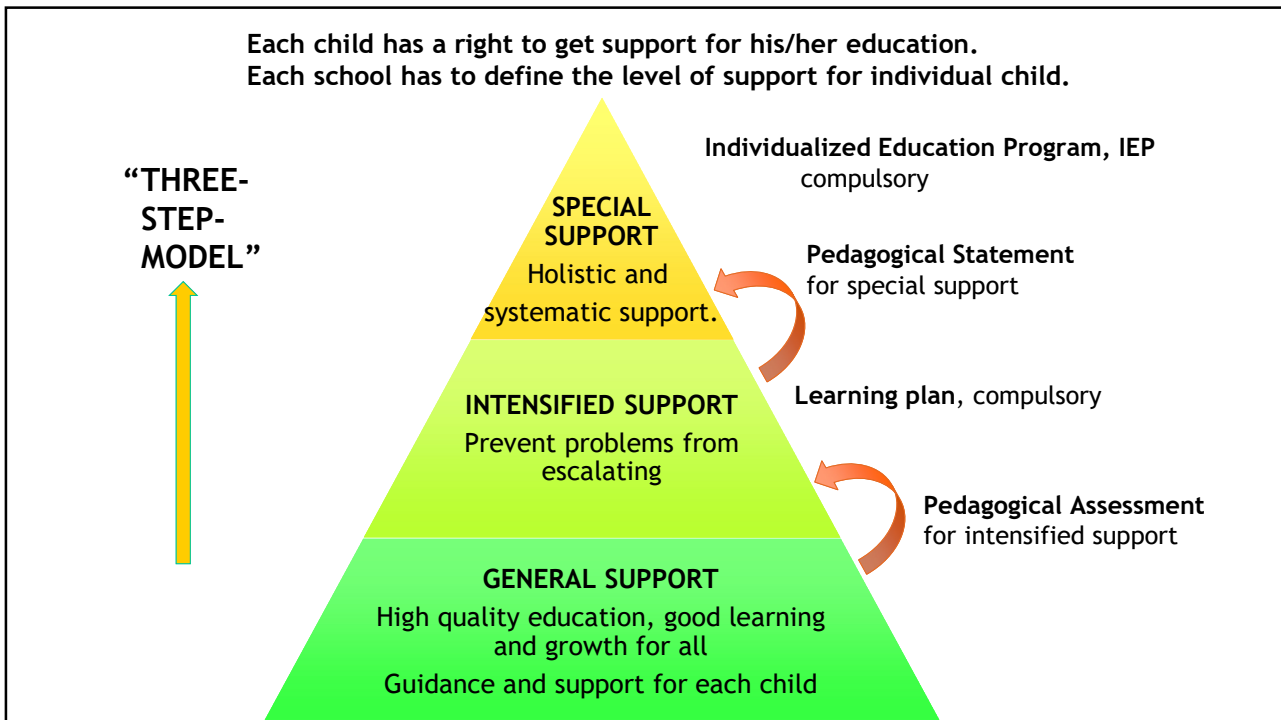 Each child has a right to get support for his/her education.
Each school has to define the level of support for individual child.
“THREE-
STEP-
MODEL”
Individualized Education Program, IEP
compulsory
SPECIAL
SUPPORT
Holistic and
systematic support.
Pedagogical Statement
for special support
Learning plan, compulsory
INTENSIFIED SUPPORT
Prevent problems from
escalating
Pedagogical Assessment
for intensified support
GENERAL SUPPORT
High quality education, good learning
and growth for all
Guidance and support for each child